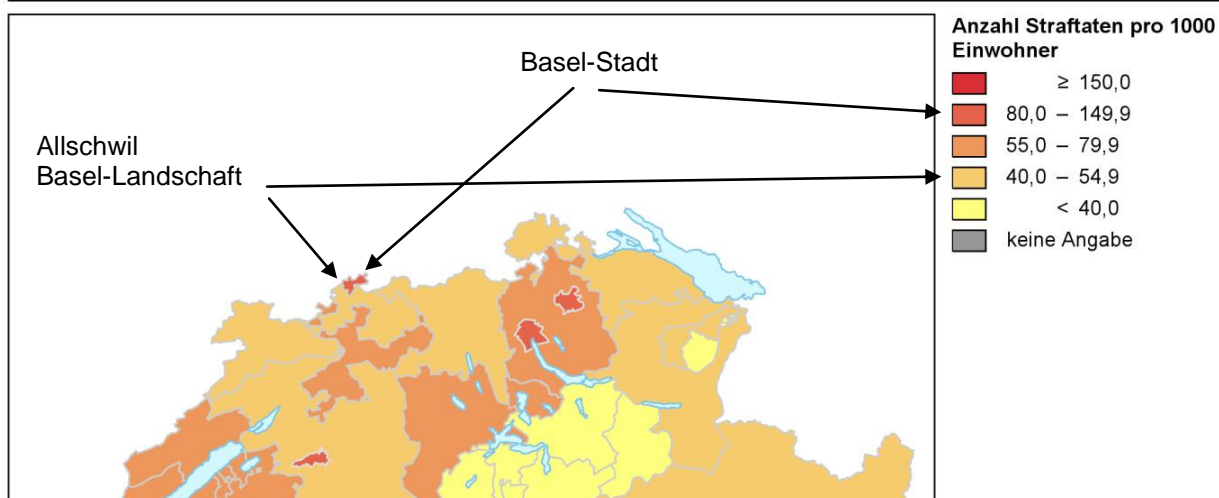 Basel-Stadt
Allschwil
Basel-Landschaft
Anzahl Straftaten pro 1000
Einwohner
≥ 150,0
80,0 – 149,9
55,0 – 79,9
40,0 – 54,9
< 40,0
keine Angabe